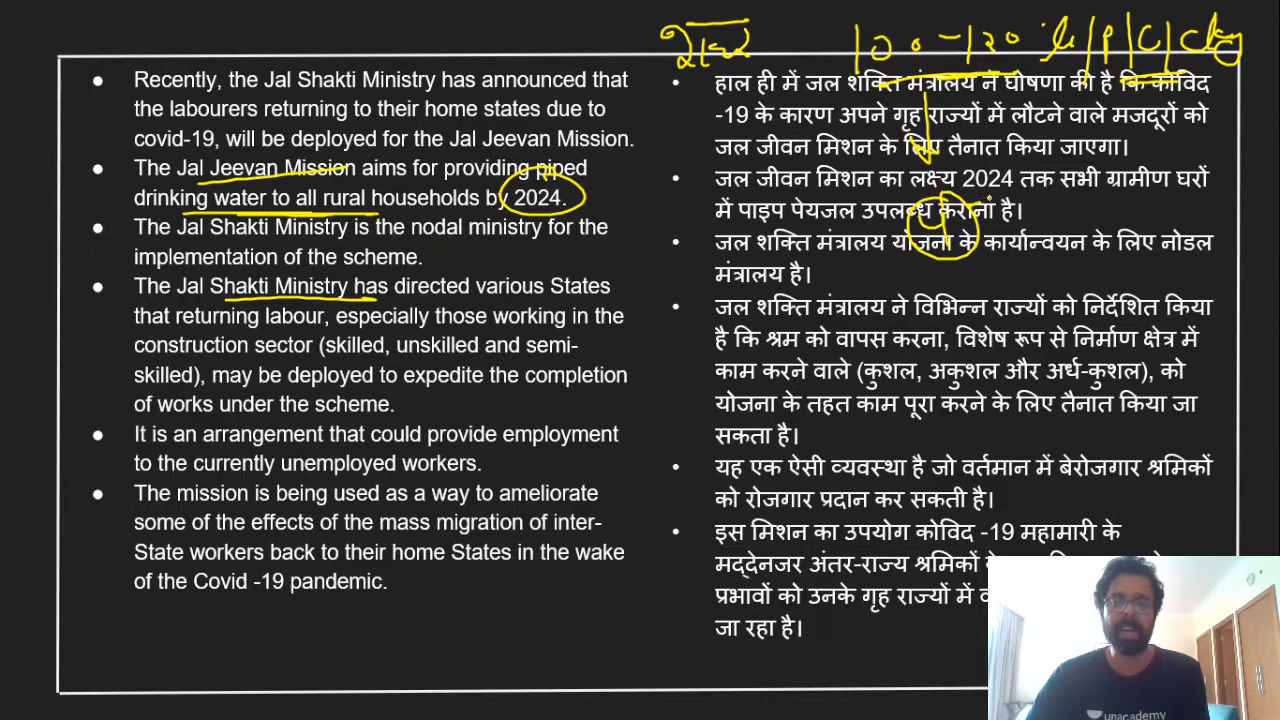 शहर 100-120 lt/P/C/day
Recently, the Jal Shakti Ministry has announced that
the labourers returning to their home states due to
covid-19, will be deployed for the Jal Jeevan Mission.
The Jal Jeevan Mission aims for providing piped
drinking water to all rural households by 2024.
The Jal Shakti Ministry is the nodal ministry for the
implementation of the scheme.
The Jal Shakti Ministry has directed various States
that returning labour, especially those working in the
construction sector (skilled, unskilled and semi-
skilled), may be deployed to expedite the completion
of works under the scheme.
It is an arrangement that could provide employment
to the currently unemployed workers.
The mission is being used as a way to ameliorate
some of the effects of the mass migration of inter-
State workers back to their home States in the wake
of the Covid -19 pandemic.
हाल ही में जल शक्ति मंत्रालय ने घोषणा की है कि कोविद
-19 के कारण अपने गृह राज्यों में लौटने वाले मजदूरों को
जल जीवन मिशन के लिए तैनात किया जाएगा।
जल जीवन मिशन का लक्ष्य 2024 तक सभी ग्रामीण घरों
में पाइप पेयजल उपलब्ध कराना है।
जल शक्ति मंत्रालय योजना के कार्यान्वयन के लिए नोडल
मंत्रालय है।
जल शक्ति मंत्रालय ने विभिन्न राज्यों को निर्देशित किया
है कि श्रम को वापस करना, विशेष रूप से निर्माण क्षेत्र में
काम करने वाले (कुशल, अकुशल और अर्ध-कुशल), को
योजना के तहत काम पूरा करने के लिए तैनात किया जा
सकता है।
यह एक ऐसी व्यवस्था है जो वर्तमान में बेरोजगार श्रमिकों
को रोजगार प्रदान कर सकती है।
इस मिशन का उपयोग कोविद -19 महामारी के
मद्देनजर अंतर-राज्य श्रमिकों
प्रभावों को उनके गृह राज्यों में
जा रहा है।
unacademy